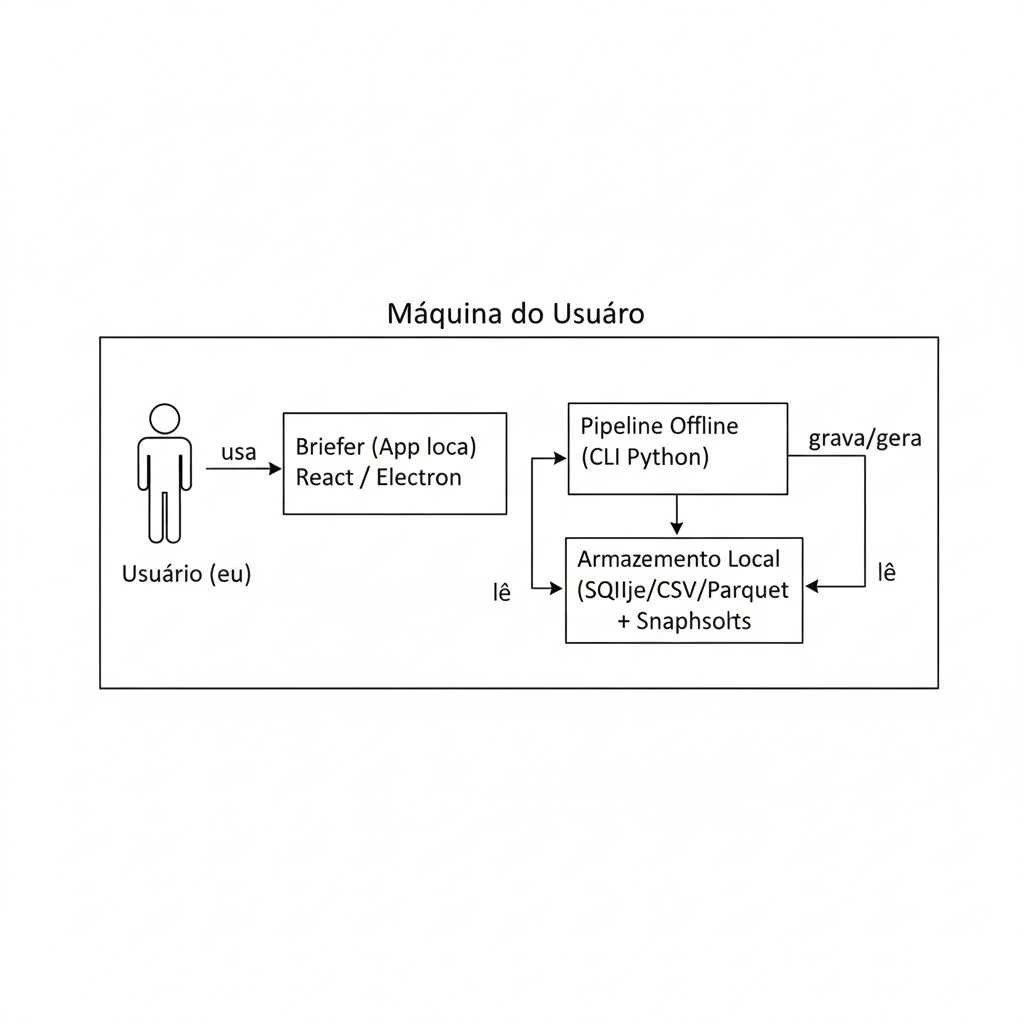 Máquina do Usuáro
usa
Briefer (App loca)
React / Electron
Usuário (eu)
Pipeline Offline
(CLI Python)
grava/gera
lê
Armazemento Local
(SQIIje/CSV/Parquet
+ Snaphsolts
lê